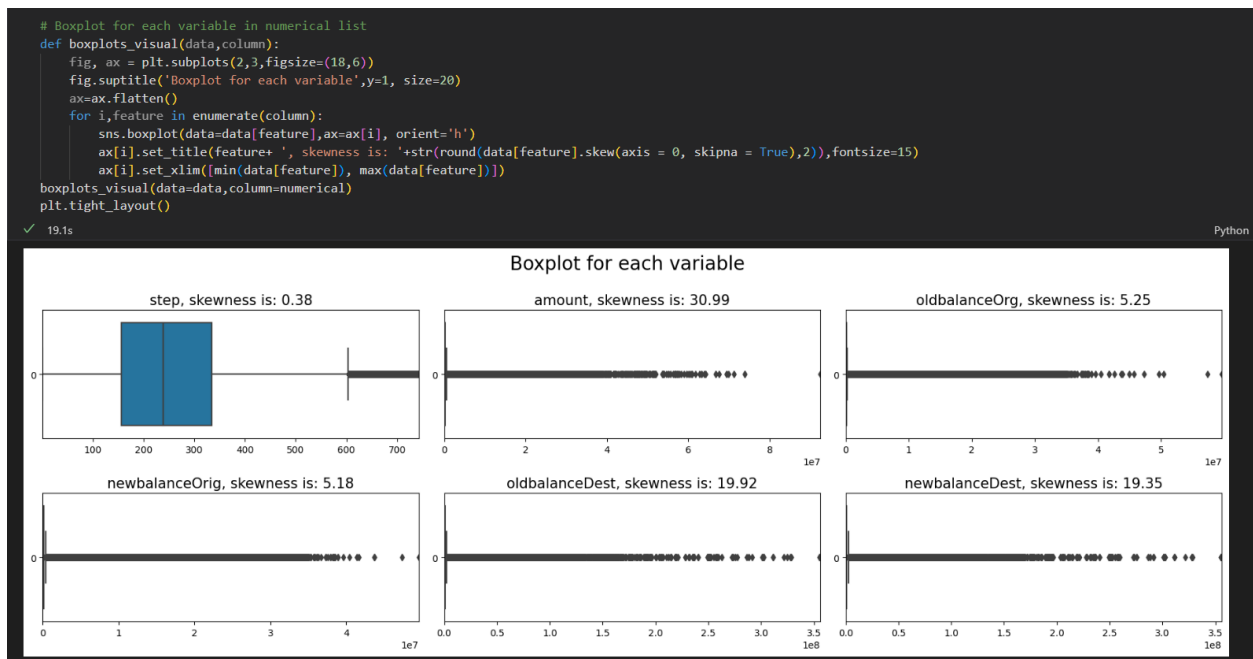 # Boxplot for each variable in numerical list
def boxplots_visual(data,column):
    fig, ax = plt.subplots(2,3,figsize=(18,6))
    fig.suptitle('Boxplot for each variable',y=1, size=20)
    ax=ax.flatten()
    for i,feature in enumerate(column):
        sns.boxplot(data=data[feature],ax=ax[i], orient='h')
        ax[i].set_title(feature+ ', skewness is: '+str(round(data[feature].skew(axis = 0, skipna = True),2)),fontsize=15)
        ax[i].set_xlim([min(data[feature]), max(data[feature])])
boxplots_visual(data=data,column=numerical)
plt.tight_layout()
✓ 19.1s Python
Boxplot for each variable
step, skewness is: 0.38
0
100 200 300 400 500 600 700
amount, skewness is: 30.99
0
0 2 4 6 8
1e7
oldbalanceOrg, skewness is: 5.25
0
0 1 2 3 4 5
1e7
newbalanceOrig, skewness is: 5.18
0
0 1 2 3 4
1e7
oldbalanceDest, skewness is: 19.92
0
0.0 0.5 1.0 1.5 2.0 2.5 3.0 3.5
1e8
newbalanceDest, skewness is: 19.35
0
0.0 0.5 1.0 1.5 2.0 2.5 3.0 3.5
1e8